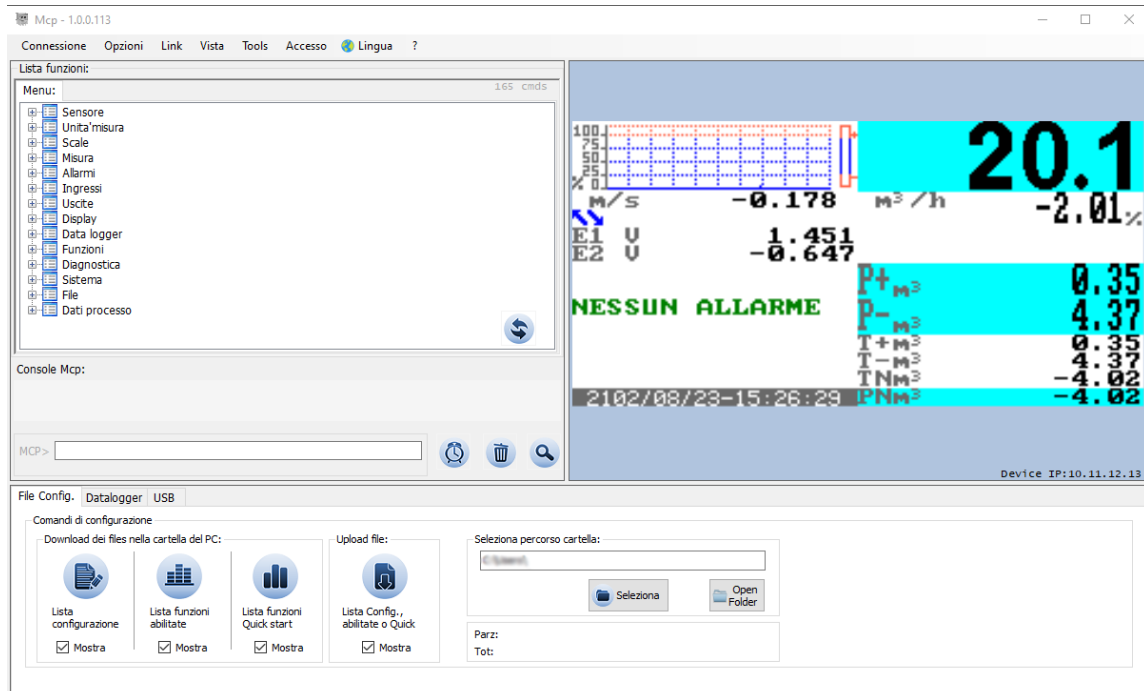 Mcp - 1.0.0.113
Connessione Opzioni Link Vista Tools Accesso Lingua ?
Lista funzioni:
Menu:
165 cmds
Sensore
Unita'misura
Scale
Misura
Allarmi
Ingressi
Uscite
Display
Data logger
Funzioni
Diagnostica
Sistema
File
Dati processo
Console Mcp:
MCP>
100
75
50
25
% 0
20.1
m/s -0.178 m³/h -2.01%
E1 V 1.451
E2 V -0.647
P+m³ 0.35
NESSUN ALLARME
P-m³ 4.37
T+m³ 0.35
T-m³ 4.37
TNm³ -4.02
2102/08/23-15:26:29 PNm³ -4.02
Device IP:10.11.12.13
File Config. Datalogger USB
Comandi di configurazione
Download dei files nella cartella del PC:
Lista configurazione
Mostra
Lista funzioni abilitate
Mostra
Lista funzioni Quick start
Mostra
Upload file:
Lista Config., abilitate o Quick
Mostra
Seleziona percorso cartella:
Seleziona
Open Folder
Parz:
Tot: